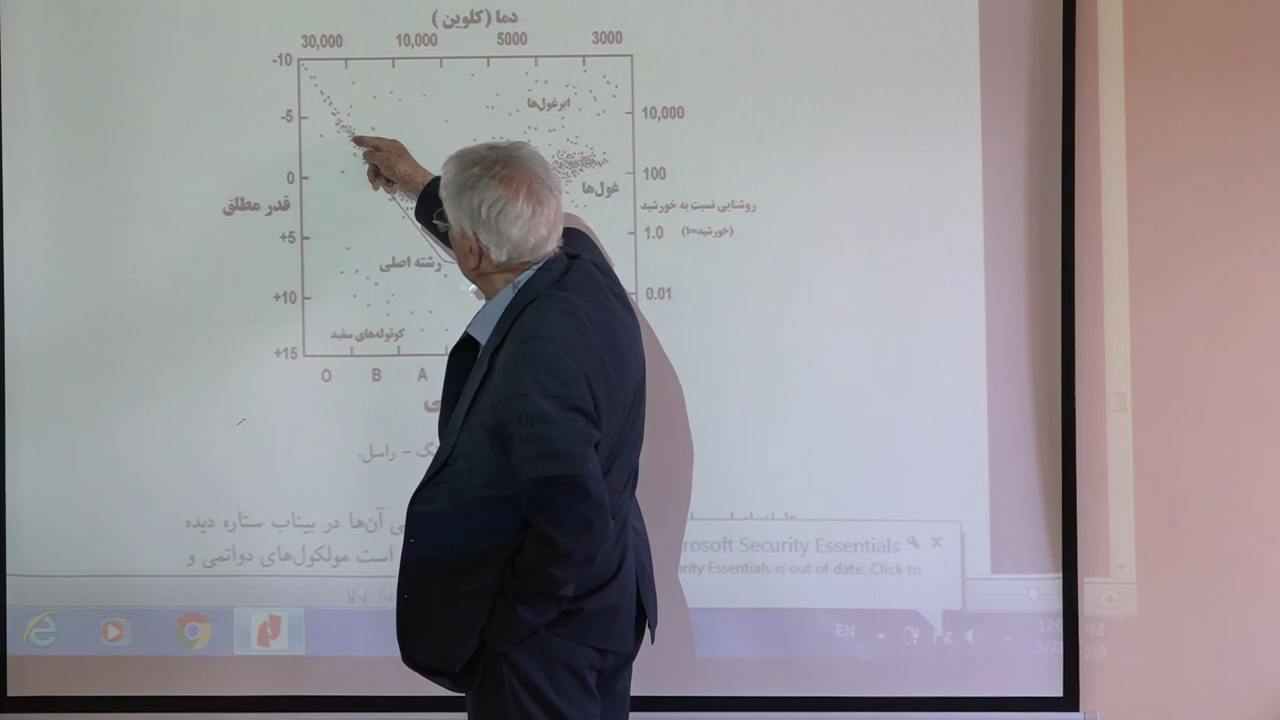 دما (کلوین)
30,000 10,000 5000 3000
-10
-5
0
+5
+10
+15
ابرغول‌ها
غول‌ها
رشته اصلی
کوتوله‌های سفید
قدر مطلق
10,000
100
1.0
0.01
روشنایی نسبت به خورشید
(خورشید=۱)
O B A
گ – راسل.
آن‌ها در بیناب ستاره دیده
است مولکول‌های دواتمی و
rosoft Security Essentials
urity Essentials is out of date. Click to
EN